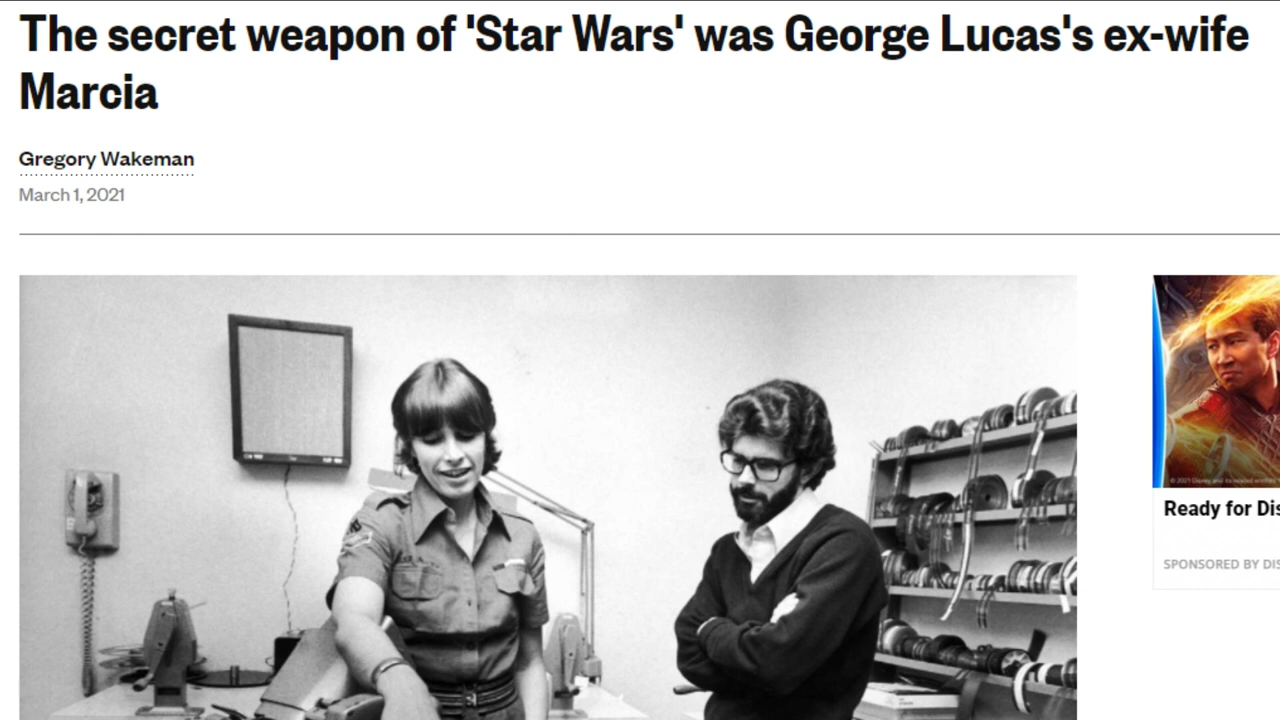 The secret weapon of 'Star Wars' was George Lucas's ex-wife
Marcia
Gregory Wakeman
March 1, 2021
Ready for Dis
SPONSORED BY DIS